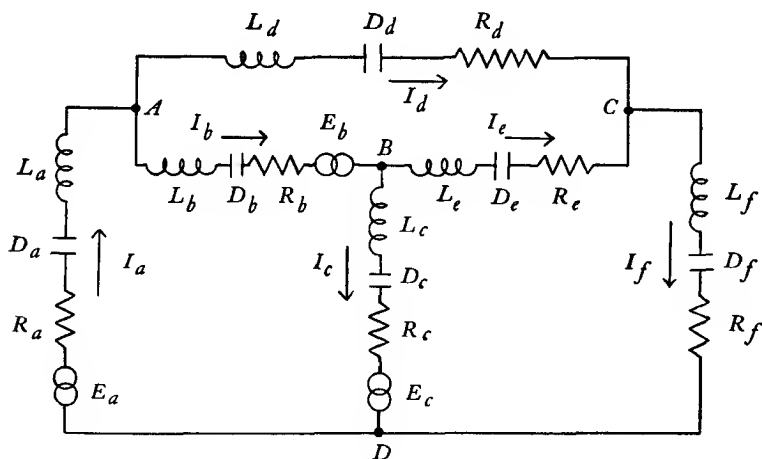 L_d D_d R_d
I_d
A C
I_b E_b I_e
B
L_a L_b D_b R_b L_e D_e R_e L_f
L_c
D_a I_a I_c D_c I_f D_f
R_a R_c R_f
E_a E_c
D